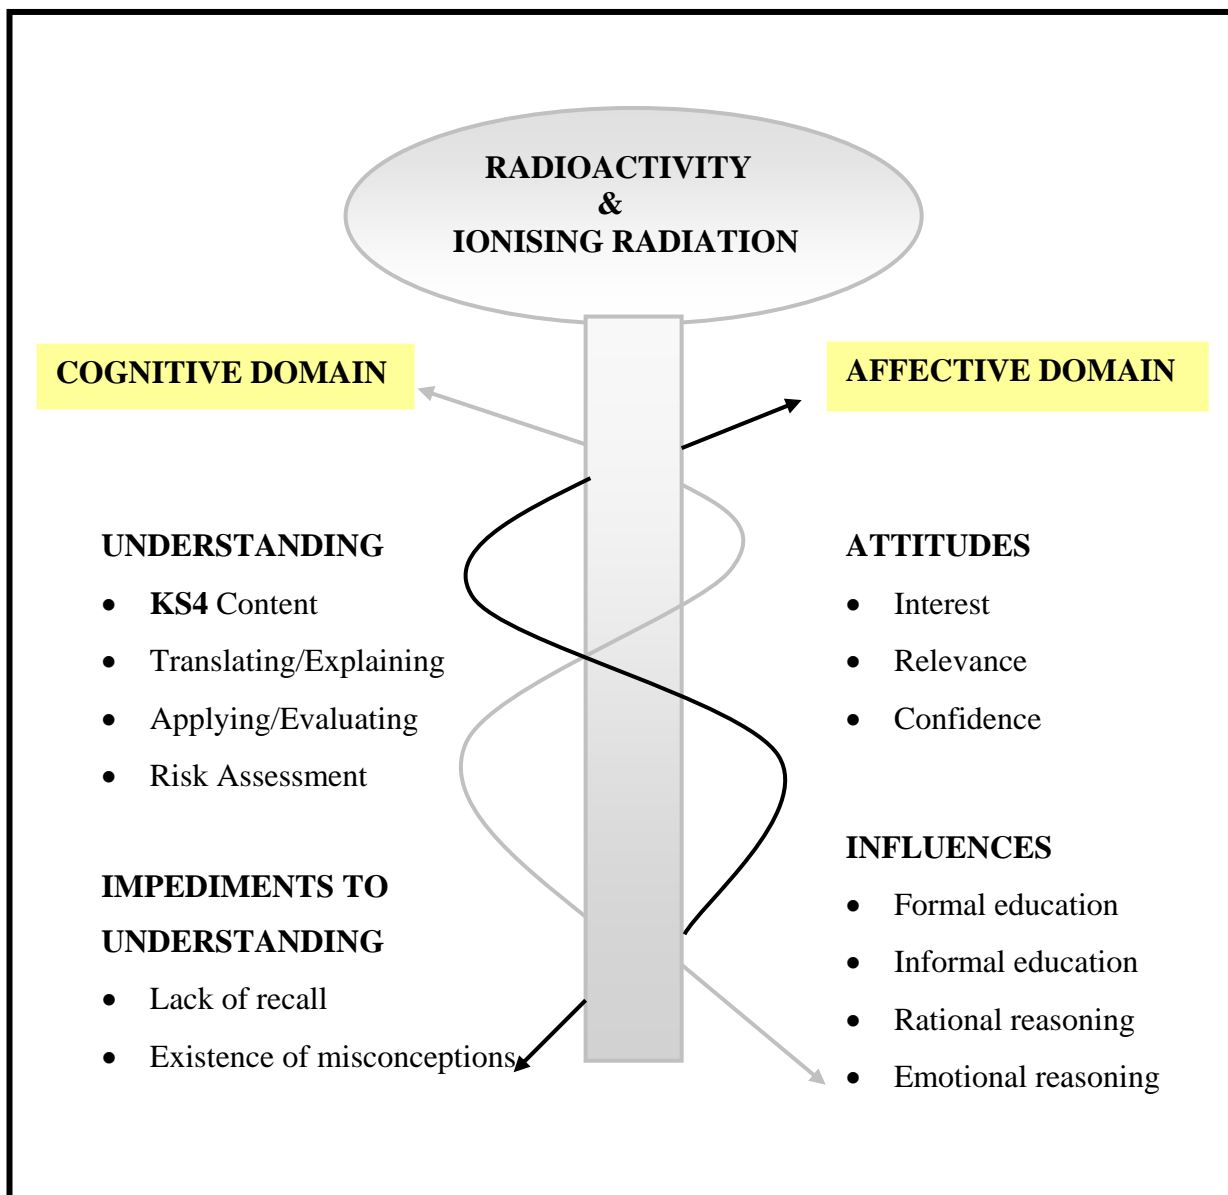 RADIOACTIVITY
&
IONISING RADIATION
COGNITIVE DOMAIN
AFFECTIVE DOMAIN
UNDERSTANDING
• KS4 Content
• Translating/Explaining
• Applying/Evaluating
• Risk Assessment
IMPEDIMENTS TO
UNDERSTANDING
• Lack of recall
• Existence of misconceptions
ATTITUDES
• Interest
• Relevance
• Confidence
INFLUENCES
• Formal education
• Informal education
• Rational reasoning
• Emotional reasoning